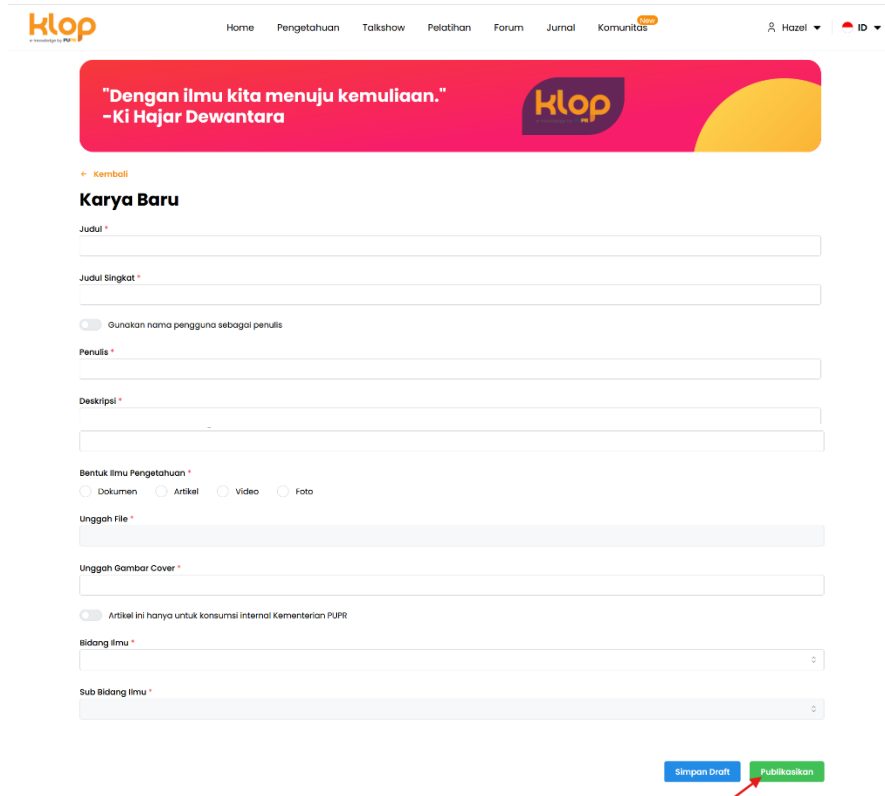 klop
e-knowledge by PUPR
Home Pengetahuan Talkshow Pelatihan Forum Jurnal Komunitas New Hazel ID
"Dengan ilmu kita menuju kemuliaan."
-Ki Hajar Dewantara
klop
← Kembali
Karya Baru
Judul *
Judul Singkat *
Gunakan nama pengguna sebagai penulis
Penulis *
Deskripsi *
Bentuk Ilmu Pengetahuan *
Dokumen Artikel Video Foto
Unggah File *
Unggah Gambar Cover *
Artikel ini hanya untuk konsumsi internal Kementerian PUPR
Bidang Ilmu *
Sub Bidang Ilmu *
Simpan Draft Publikasikan